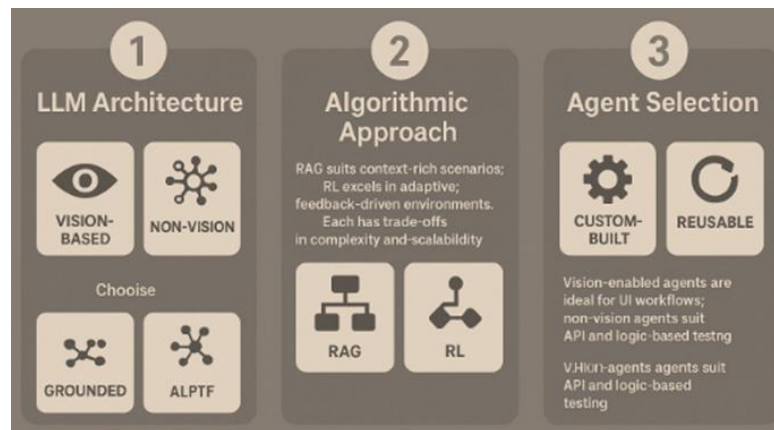 1
LLM Architecture
VISION-
BASED
NON-VISION
Chooise
GROUNDED
ALPTF
2
Algorithmic
Approach
RAG suits context-rich scenarios;
RL excels in adaptive;
feedback-driven environments.
Each has trade-offs
in complexity and-scalabildity
RAG
RL
3
Agent Selection
CUSTOM-
BUILT
REUSABLE
Vision-enabled agents are
ideal for UI workflows;
non-vision agents suit
API and logic-based testng
V.HIon-agents agents suit
API and logic-based
testing